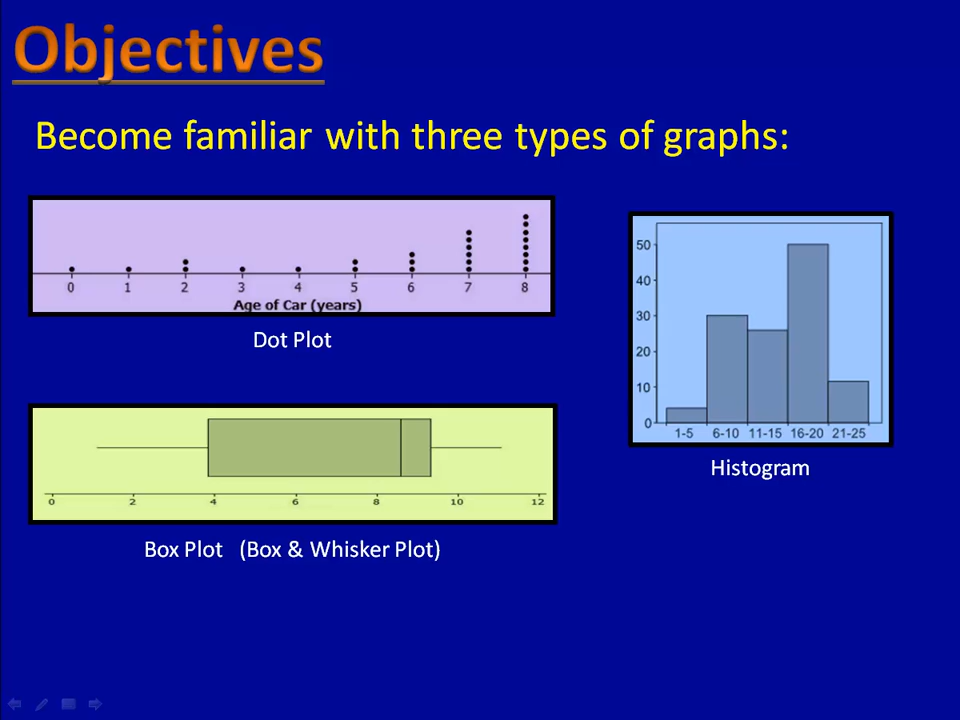 Objectives
Become familiar with three types of graphs:
0 1 2 3 4 5 6 7 8
Age of Car (years)
Dot Plot
50
40
30
20
10
0
1-5 6-10 11-15 16-20 21-25
Histogram
0 2 4 6 8 10 12
Box Plot (Box & Whisker Plot)